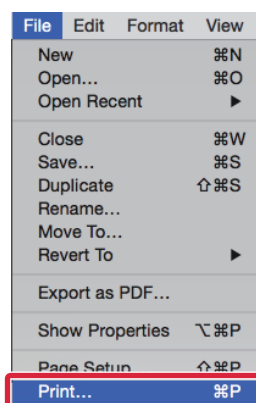 File Edit Format View
New ⌘N
Open... ⌘O
Open Recent ▶
Close ⌘W
Save... ⌘S
Duplicate ⇧⌘S
Rename...
Move To...
Revert To ▶
Export as PDF...
Show Properties ⌥⌘P
Page Setup ⇧⌘P
Print... ⌘P